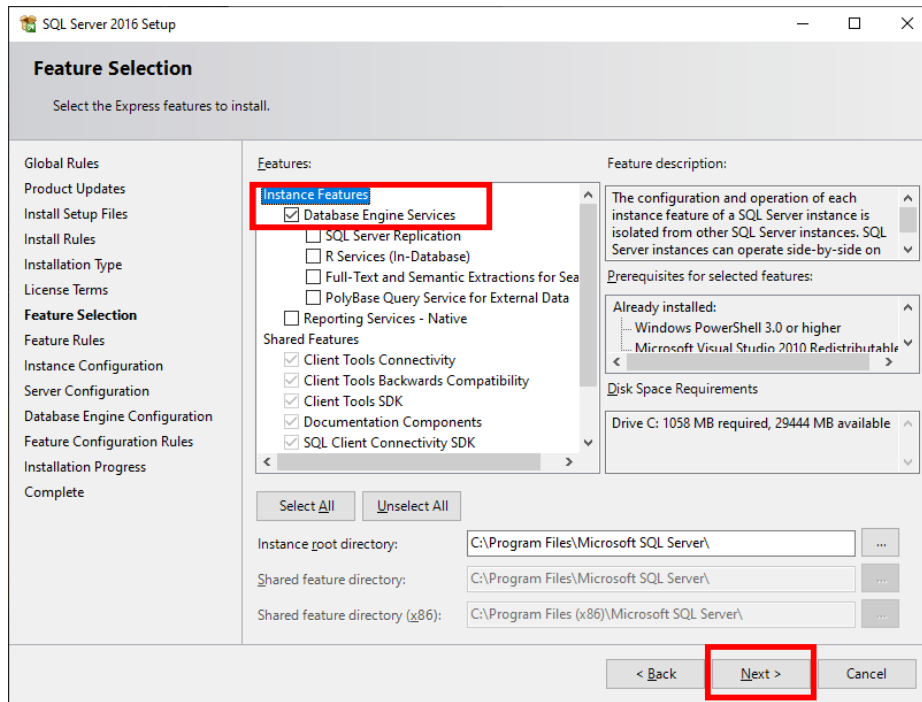 SQL Server 2016 Setup
Feature Selection
Select the Express features to install.
Global Rules
Product Updates
Install Setup Files
Install Rules
Installation Type
License Terms
Feature Selection
Feature Rules
Instance Configuration
Server Configuration
Database Engine Configuration
Feature Configuration Rules
Installation Progress
Complete
Features:
Instance Features
Database Engine Services
SQL Server Replication
R Services (In-Database)
Full-Text and Semantic Extractions for Sea
PolyBase Query Service for External Data
Reporting Services - Native
Shared Features
Client Tools Connectivity
Client Tools Backwards Compatibility
Client Tools SDK
Documentation Components
SQL Client Connectivity SDK
Feature description:
The configuration and operation of each
instance feature of a SQL Server instance is
isolated from other SQL Server instances. SQL
Server instances can operate side-by-side on
Prerequisites for selected features:
Already installed:
Windows PowerShell 3.0 or higher
Microsoft Visual Studio 2010 Redistributable
Disk Space Requirements
Drive C: 1058 MB required, 29444 MB available
Select All
Unselect All
Instance root directory:
C:\Program Files\Microsoft SQL Server\
...
Shared feature directory:
C:\Program Files\Microsoft SQL Server\
...
Shared feature directory (x86):
C:\Program Files (x86)\Microsoft SQL Server\
...
< Back
Next >
Cancel